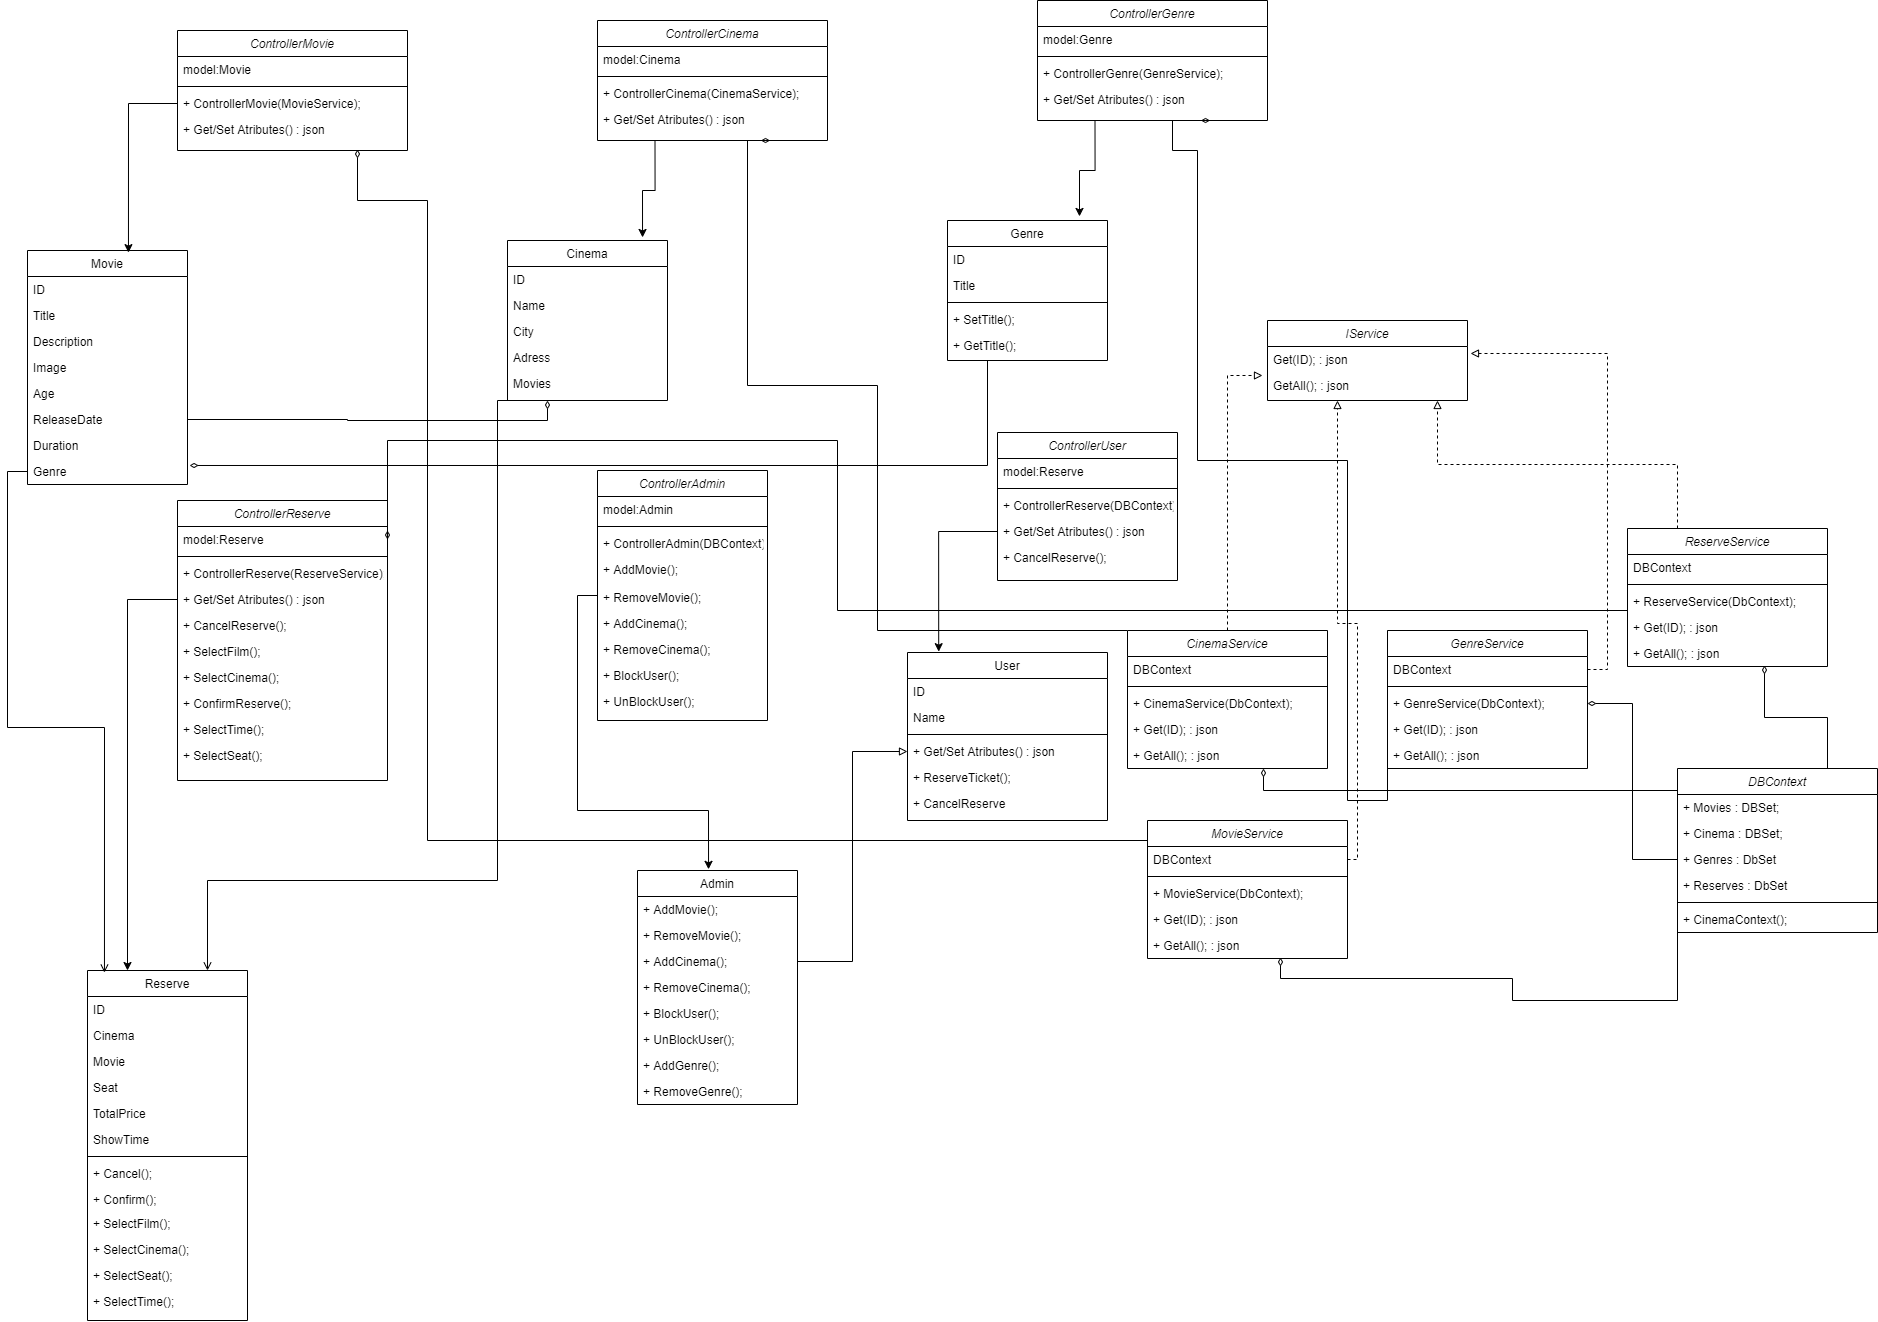 ControllerMovie
model:Movie
+ ControllerMovie(MovieService);
+ Get/Set Atributes() : json
ControllerCinema
model:Cinema
+ ControllerCinema(CinemaService);
+ Get/Set Atributes() : json
ControllerGenre
model:Genre
+ ControllerGenre(GenreService);
+ Get/Set Atributes() : json
Movie
ID
Title
Description
Image
Age
ReleaseDate
Duration
Genre
Cinema
ID
Name
City
Adress
Movies
Genre
ID
Title
+ SetTitle();
+ GetTitle();
IService
Get(ID); : json
GetAll(); : json
ControllerReserve
model:Reserve
+ ControllerReserve(ReserveService)
+ Get/Set Atributes() : json
+ CancelReserve();
+ SelectFilm();
+ SelectCinema();
+ ConfirmReserve();
+ SelectTime();
+ SelectSeat();
ControllerAdmin
model:Admin
+ ControllerAdmin(DBContext)
+ AddMovie();
+ RemoveMovie();
+ AddCinema();
+ RemoveCinema();
+ BlockUser();
+ UnBlockUser();
ControllerUser
model:Reserve
+ ControllerReserve(DBContext
+ Get/Set Atributes() : json
+ CancelReserve();
ReserveService
DBContext
+ ReserveService(DbContext);
+ Get(ID); : json
+ GetAll(); : json
User
ID
Name
+ Get/Set Atributes() : json
+ ReserveTicket();
+ CancelReserve
CinemaService
DBContext
+ CinemaService(DbContext);
+ Get(ID); : json
+ GetAll(); : json
GenreService
DBContext
+ GenreService(DbContext);
+ Get(ID); : json
+ GetAll(); : json
DBContext
+ Movies : DBSet;
+ Cinema : DBSet;
+ Genres : DbSet
+ Reserves : DbSet
+ CinemaContext();
MovieService
DBContext
+ MovieService(DbContext);
+ Get(ID); : json
+ GetAll(); : json
Admin
+ AddMovie();
+ RemoveMovie();
+ AddCinema();
+ RemoveCinema();
+ BlockUser();
+ UnBlockUser();
+ AddGenre();
+ RemoveGenre();
Reserve
ID
Cinema
Movie
Seat
TotalPrice
ShowTime
+ Cancel();
+ Confirm();
+ SelectFilm();
+ SelectCinema();
+ SelectSeat();
+ SelectTime();